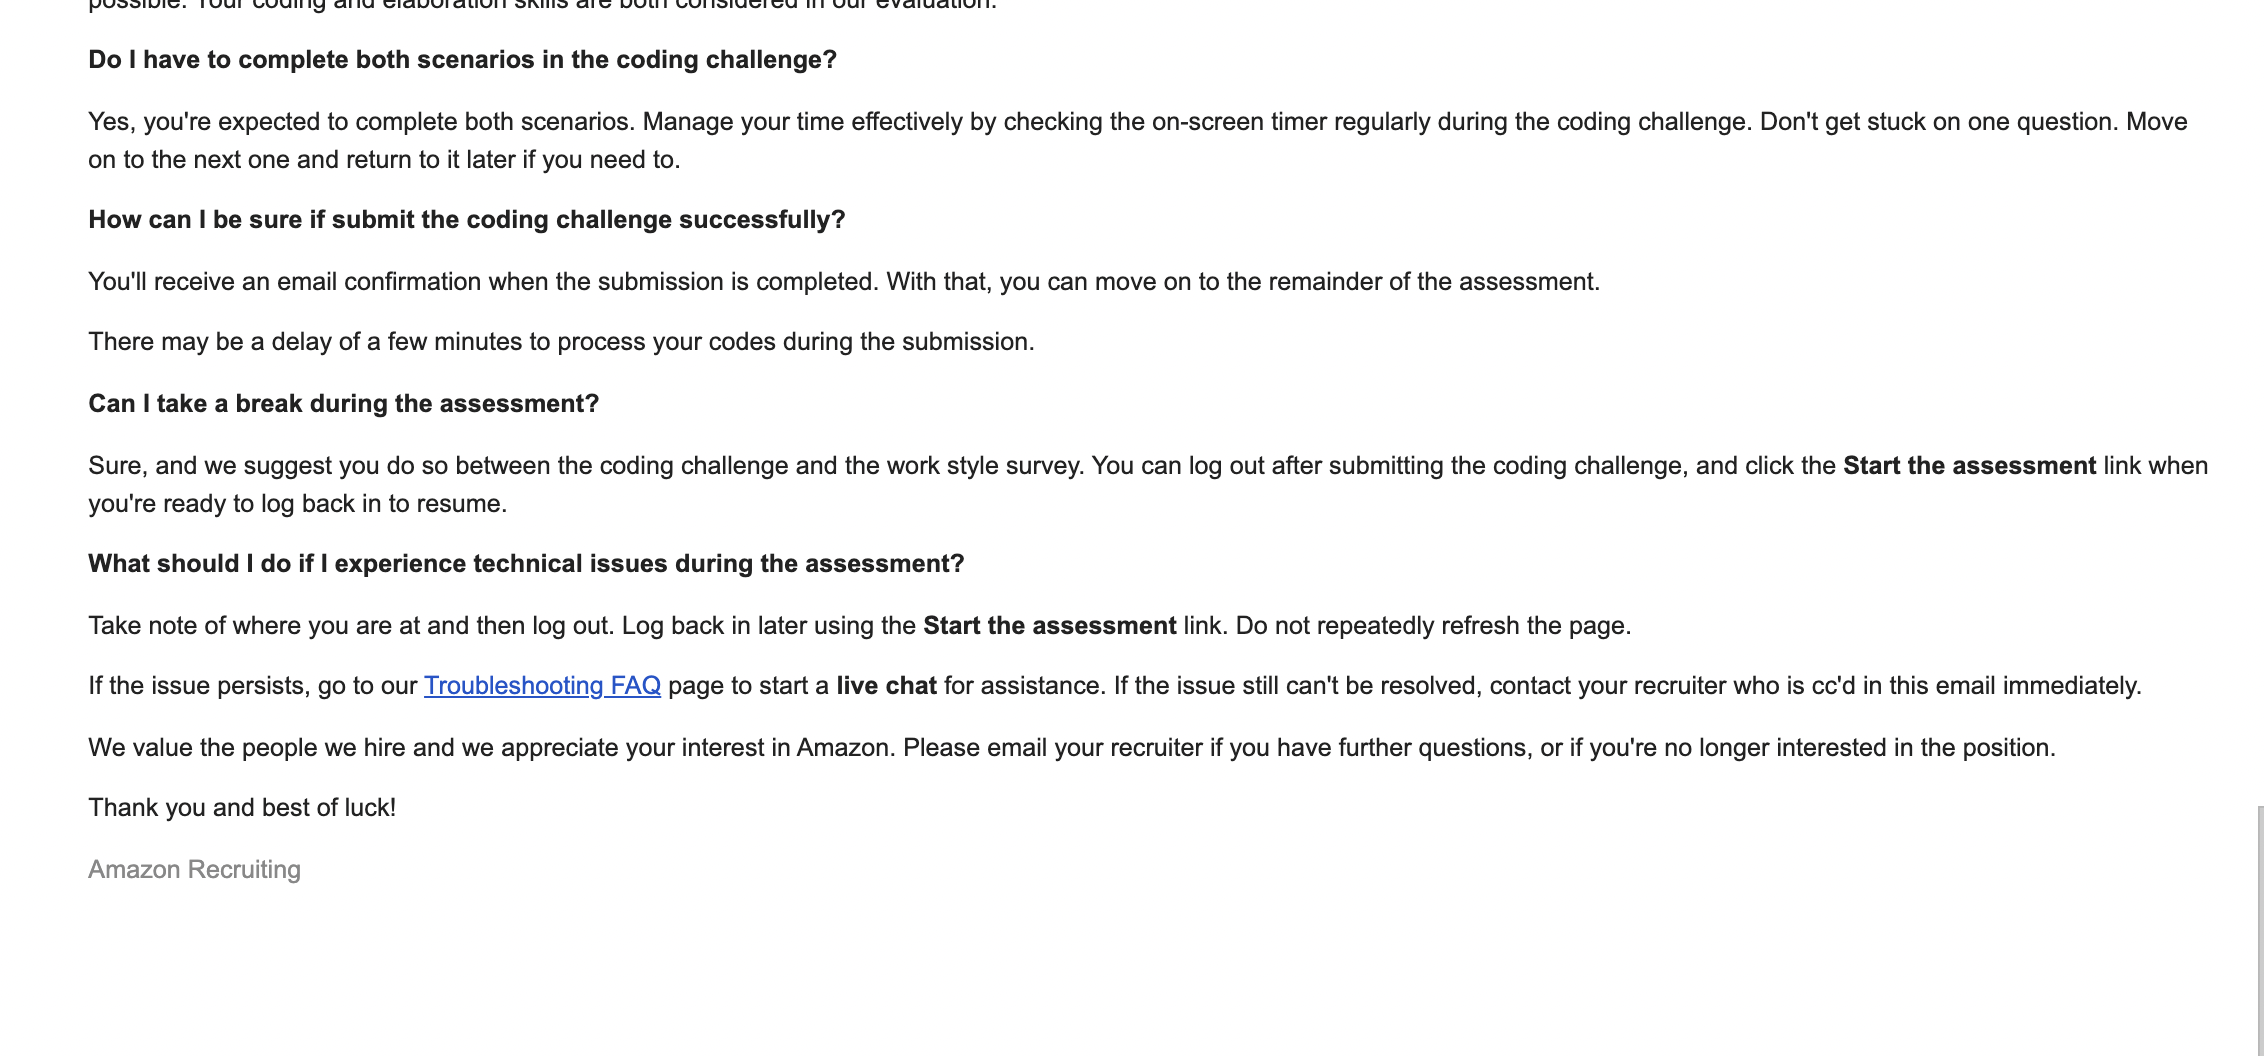 possible. Your coding and elaboration skills are both considered in our evaluation.
Do I have to complete both scenarios in the coding challenge?
Yes, you're expected to complete both scenarios. Manage your time effectively by checking the on-screen timer regularly during the coding challenge. Don't get stuck on one question. Move
on to the next one and return to it later if you need to.
How can I be sure if submit the coding challenge successfully?
You'll receive an email confirmation when the submission is completed. With that, you can move on to the remainder of the assessment.
There may be a delay of a few minutes to process your codes during the submission.
Can I take a break during the assessment?
Sure, and we suggest you do so between the coding challenge and the work style survey. You can log out after submitting the coding challenge, and click the Start the assessment link when
you're ready to log back in to resume.
What should I do if I experience technical issues during the assessment?
Take note of where you are at and then log out. Log back in later using the Start the assessment link. Do not repeatedly refresh the page.
If the issue persists, go to our Troubleshooting FAQ page to start a live chat for assistance. If the issue still can't be resolved, contact your recruiter who is cc'd in this email immediately.
We value the people we hire and we appreciate your interest in Amazon. Please email your recruiter if you have further questions, or if you're no longer interested in the position.
Thank you and best of luck!
Amazon Recruiting